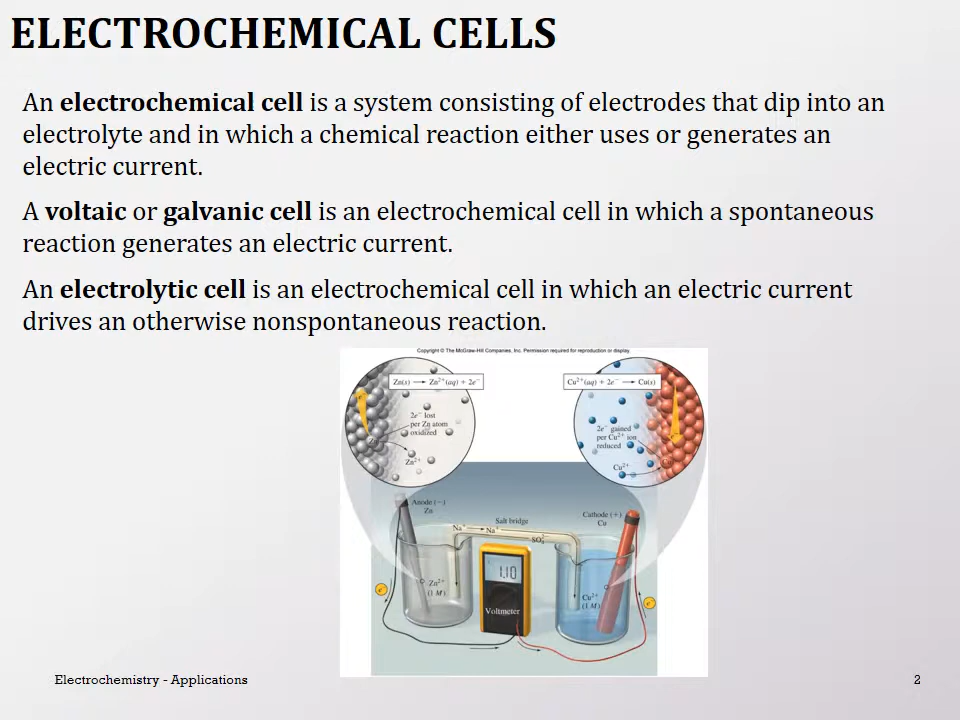 ELECTROCHEMICAL CELLS
An electrochemical cell is a system consisting of electrodes that dip into an
electrolyte and in which a chemical reaction either uses or generates an
electric current.
A voltaic or galvanic cell is an electrochemical cell in which a spontaneous
reaction generates an electric current.
An electrolytic cell is an electrochemical cell in which an electric current
drives an otherwise nonspontaneous reaction.
Copyright © The McGraw-Hill Companies, Inc. Permission required for reproduction or display.
Zn(s) → Zn²⁺(aq) + 2e⁻
Cu²⁺(aq) + 2e⁻ → Cu(s)
2e⁻ lost
per Zn atom
oxidized
Zn
Zn²⁺
2e⁻ gained
per Cu²⁺ ion
reduced
Cu²⁺
Anode (−)
Zn
Salt bridge
Cathode (+)
Cu
Na⁺ → Na⁺
SO₄²⁻
e⁻
Zn²⁺
(1 M)
1.10
Voltmeter
Cu²⁺
(1 M)
e⁻
Electrochemistry - Applications
2